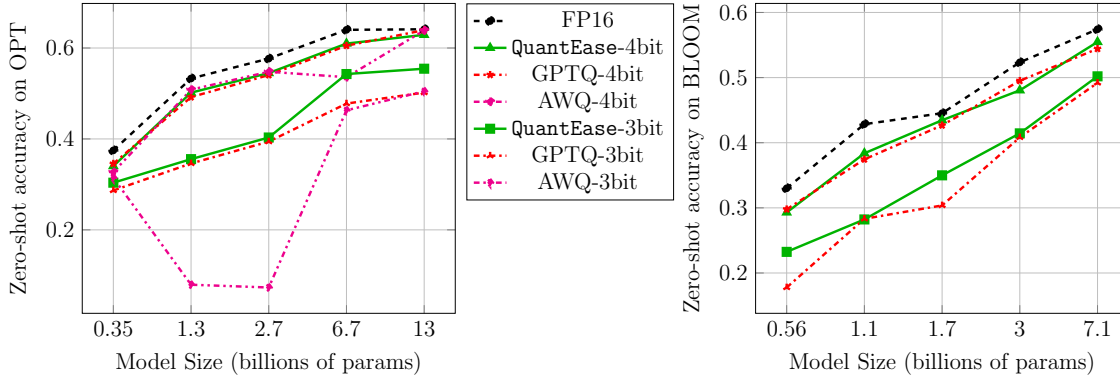 Zero-shot accuracy on OPT
0.6
0.4
0.2
0.35 1.3 2.7 6.7 13
Model Size (billions of params)
FP16
QuantEase-4bit
GPTQ-4bit
AWQ-4bit
QuantEase-3bit
GPTQ-3bit
AWQ-3bit
Zero-shot accuracy on BLOOM
0.6
0.5
0.4
0.3
0.2
0.56 1.1 1.7 3 7.1
Model Size (billions of params)